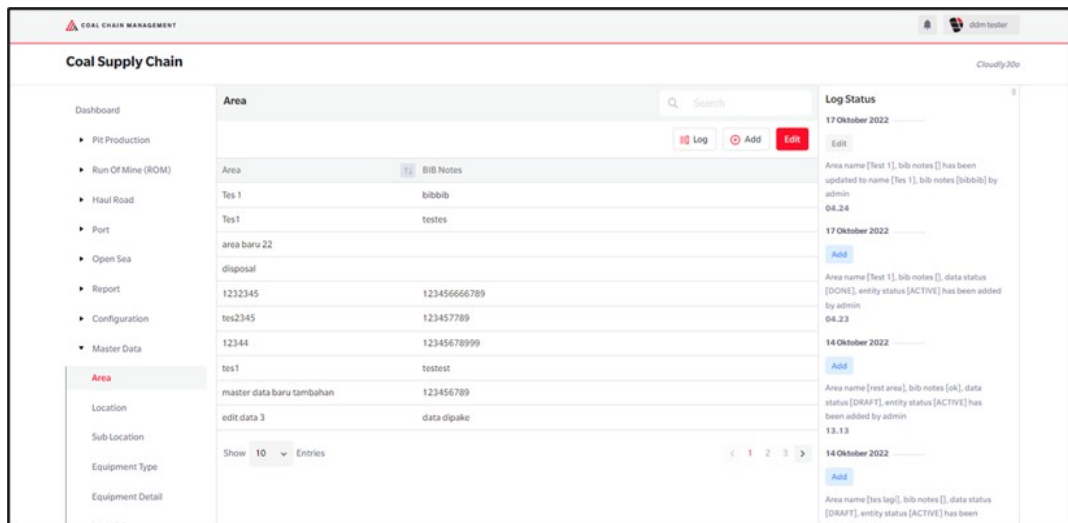 COAL CHAIN MANAGEMENT
ddm tester
Coal Supply Chain
Cloudly30o
Dashboard
Pit Production
Run Of Mine (ROM)
Haul Road
Port
Open Sea
Report
Configuration
Master Data
Area
Location
Sub Location
Equipment Type
Equipment Detail
Area
Search
Log
Add
Edit
Area BIB Notes
Tes 1 bibbib
Tes1 testes
area baru 22
disposal
1232345 123456666789
tes2345 123457789
12344 12345678999
tes1 testest
master data baru tambahan 123456789
edit data 3 data dipake
Show 10 Entries
1 2 3
Log Status
17 Oktober 2022
Edit
Area name [Test 1], bib notes [] has been
updated to name [Tes 1], bib notes [bibbib] by
admin
04.24
17 Oktober 2022
Add
Area name [Test 1], bib notes [], data status
[DONE], entity status [ACTIVE] has been added
by admin
04.23
14 Oktober 2022
Add
Area name [rest area], bib notes [ok], data
status [DRAFT], entity status [ACTIVE] has
been added by admin
13.13
14 Oktober 2022
Add
Area name [tes lagi], bib notes [], data status
[DRAFT], entity status [ACTIVE] has been